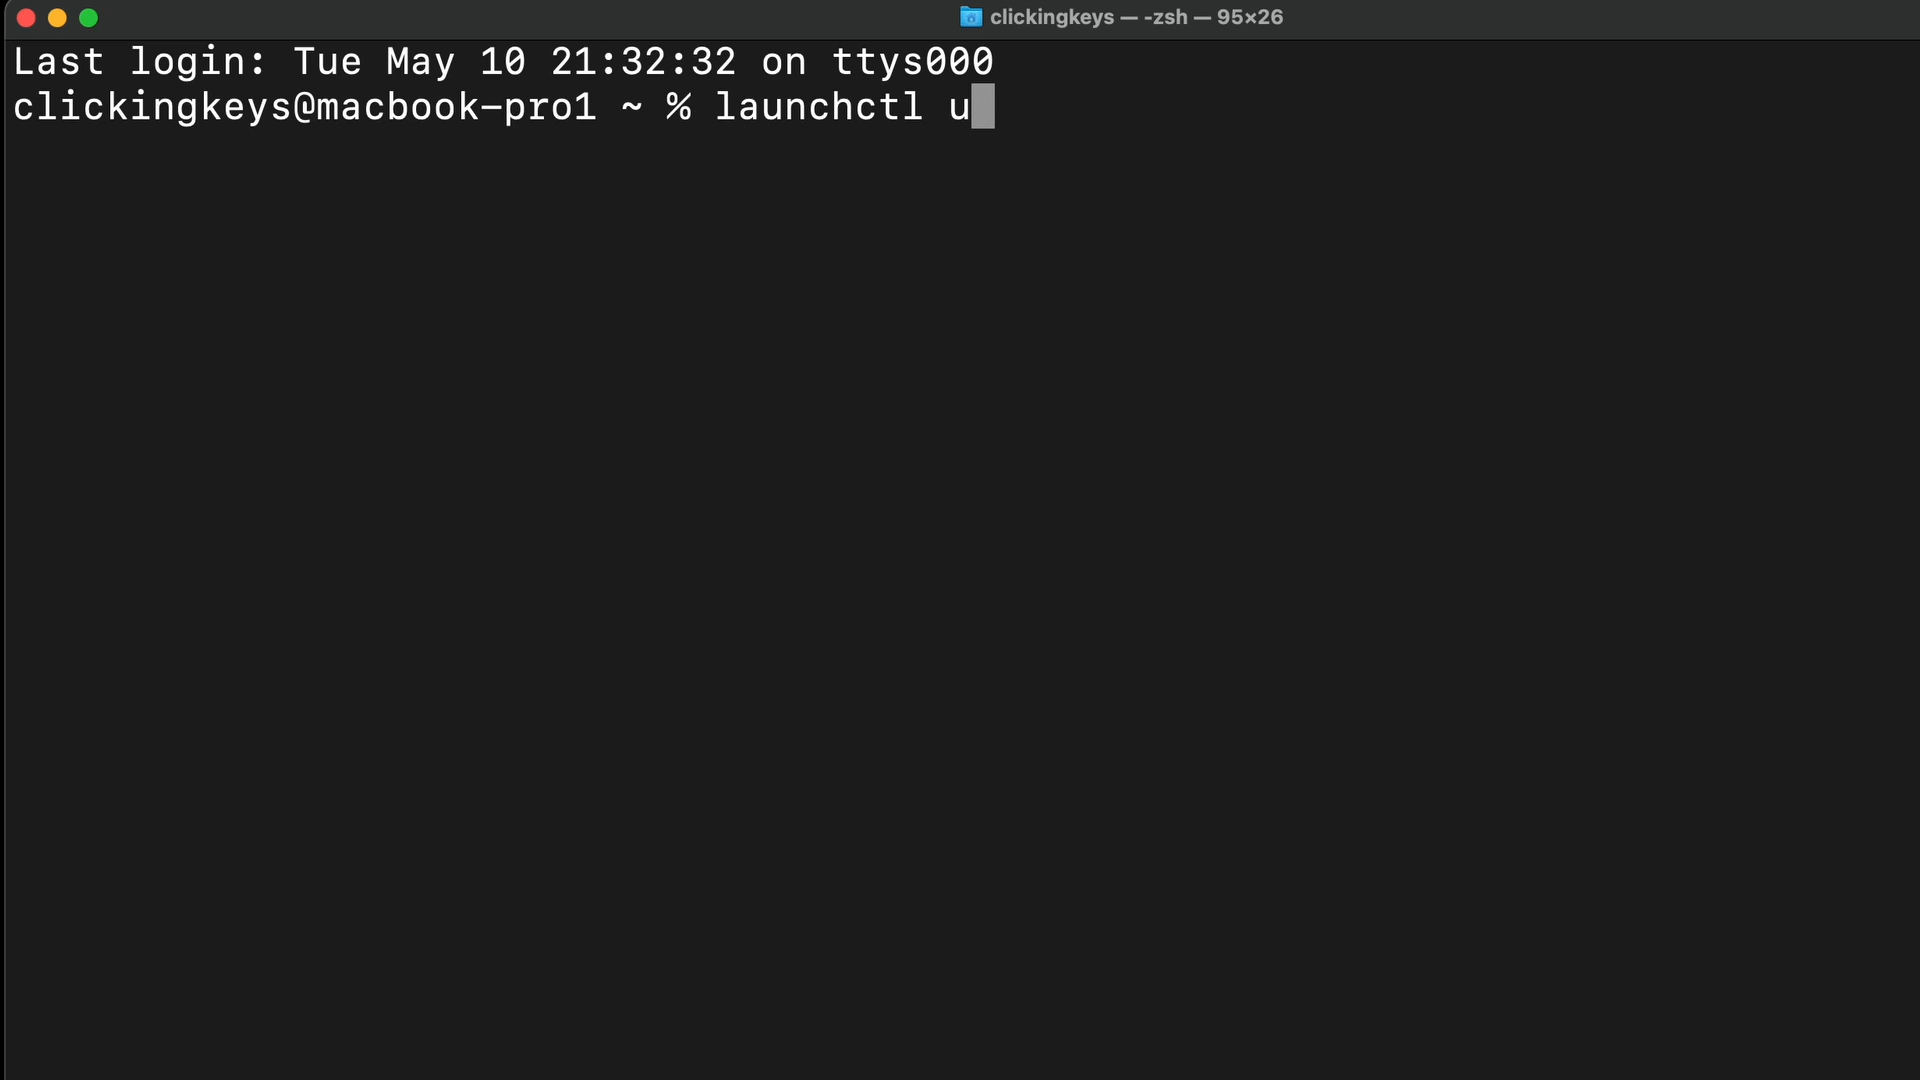 clickingkeys — -zsh — 95×26
Last login: Tue May 10 21:32:32 on ttys000
clickingkeys@macbook-pro1 ~ % launchctl u